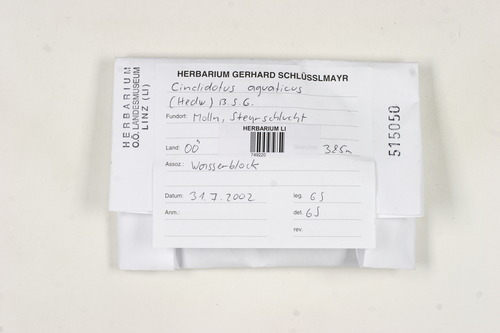 HERBARIUM
O.Ö. LANDESMUSEUM
LINZ (LI)
HERBARIUM GERHARD SCHLÜSSLMAYR
Cinclidotus aquaticus
(Hedw.) B.S.G.
Fundort: Molln, Steyrschlucht
HERBARIUM LI
749220
Land: OÖ 385m
Assoz.: Wasserblock
Datum: 31.7.2002 leg. GS
Anm.: det. GS
rev.
515050